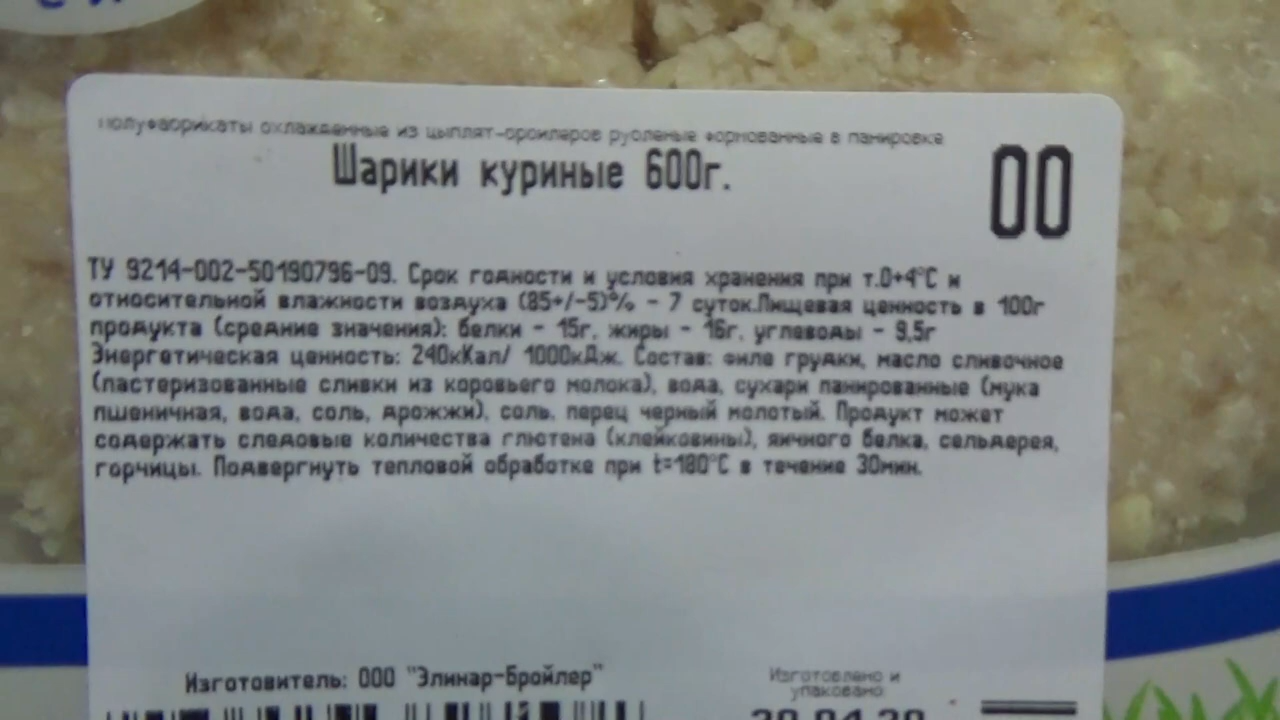 Полуфабрикаты охлажденные из цыплят-бройлеров рубленые формованные в панировке
Шарики куриные 600г.
00
ТУ 9214-002-50190796-09. Срок годности и условия хранения при т.0+4°С и
относительной влажности воздуха (85+/-5)% - 7 суток.Пищевая ценность в 100г
продукта (средние значения): белки - 15г, жиры - 16г, углеводы - 9,5г
Энергетическая ценность: 240кКал/ 1000кДж. Состав: филе грудки, масло сливочное
(пастеризованные сливки из коровьего молока), вода, сухари панированные (мука
пшеничная, вода, соль, дрожжи), соль, перец черный молотый. Продукт может
содержать следовые количества глютена (клейковины), яичного белка, сельдерея,
горчицы. Подвергнуть тепловой обработке при t=180°С в течение 30мин.
Изготовитель: ООО "Элинар-Бройлер"
Изготовлено и
упаковано: